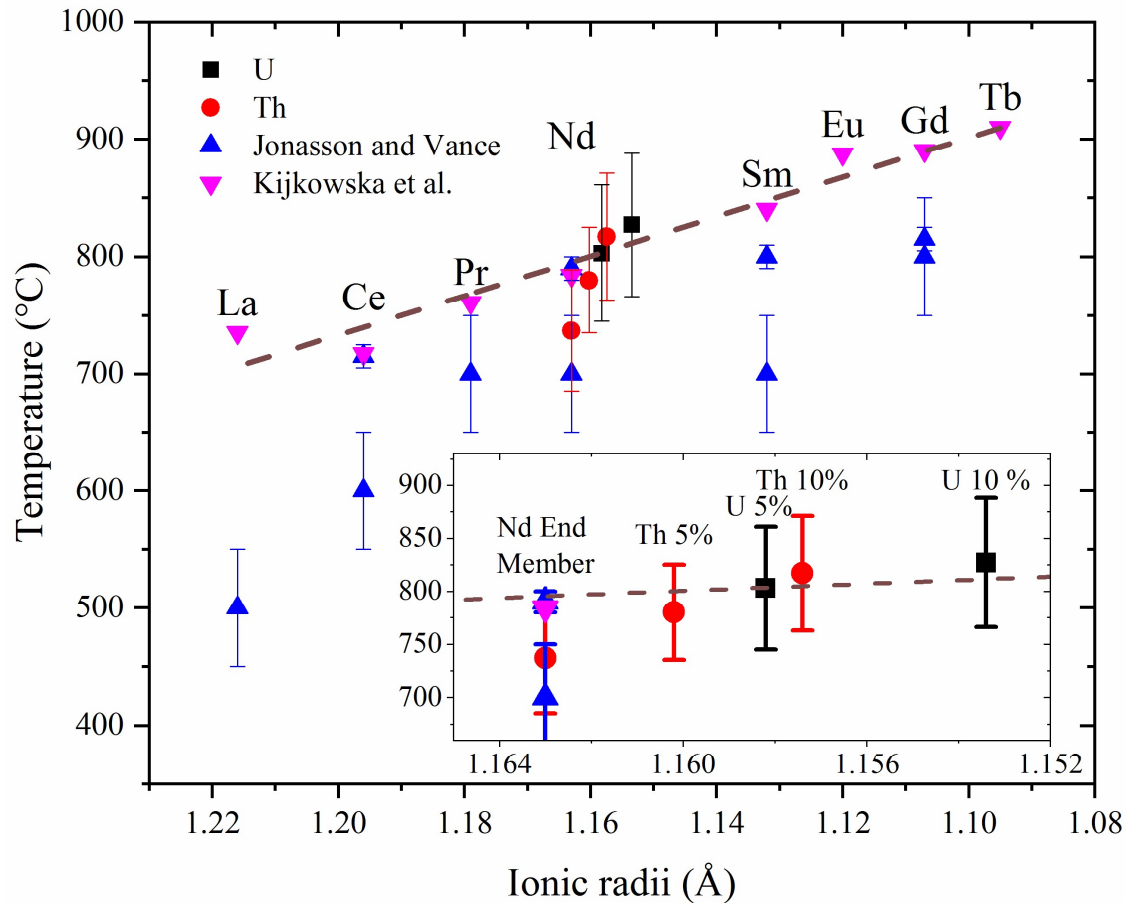 1000
900
800
700
600
500
400
Temperature (°C)
U
Th
Jonasson and Vance
Kijkowska et al.
La
Ce
Pr
Nd
Sm
Eu
Gd
Tb
900
850
800
750
700
Nd End
Member
Th 5%
U 5%
Th 10%
U 10 %
1.164
1.160
1.156
1.152
1.22
1.20
1.18
1.16
1.14
1.12
1.10
1.08
Ionic radii (Å)